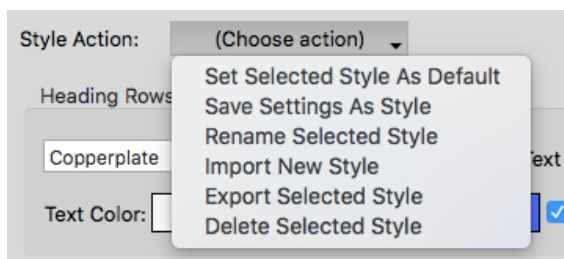 Style Action: (Choose action)
Set Selected Style As Default
Heading Rows
Save Settings As Style
Rename Selected Style
Copperplate
Import New Style
Text
Export Selected Style
Text Color:
Delete Selected Style